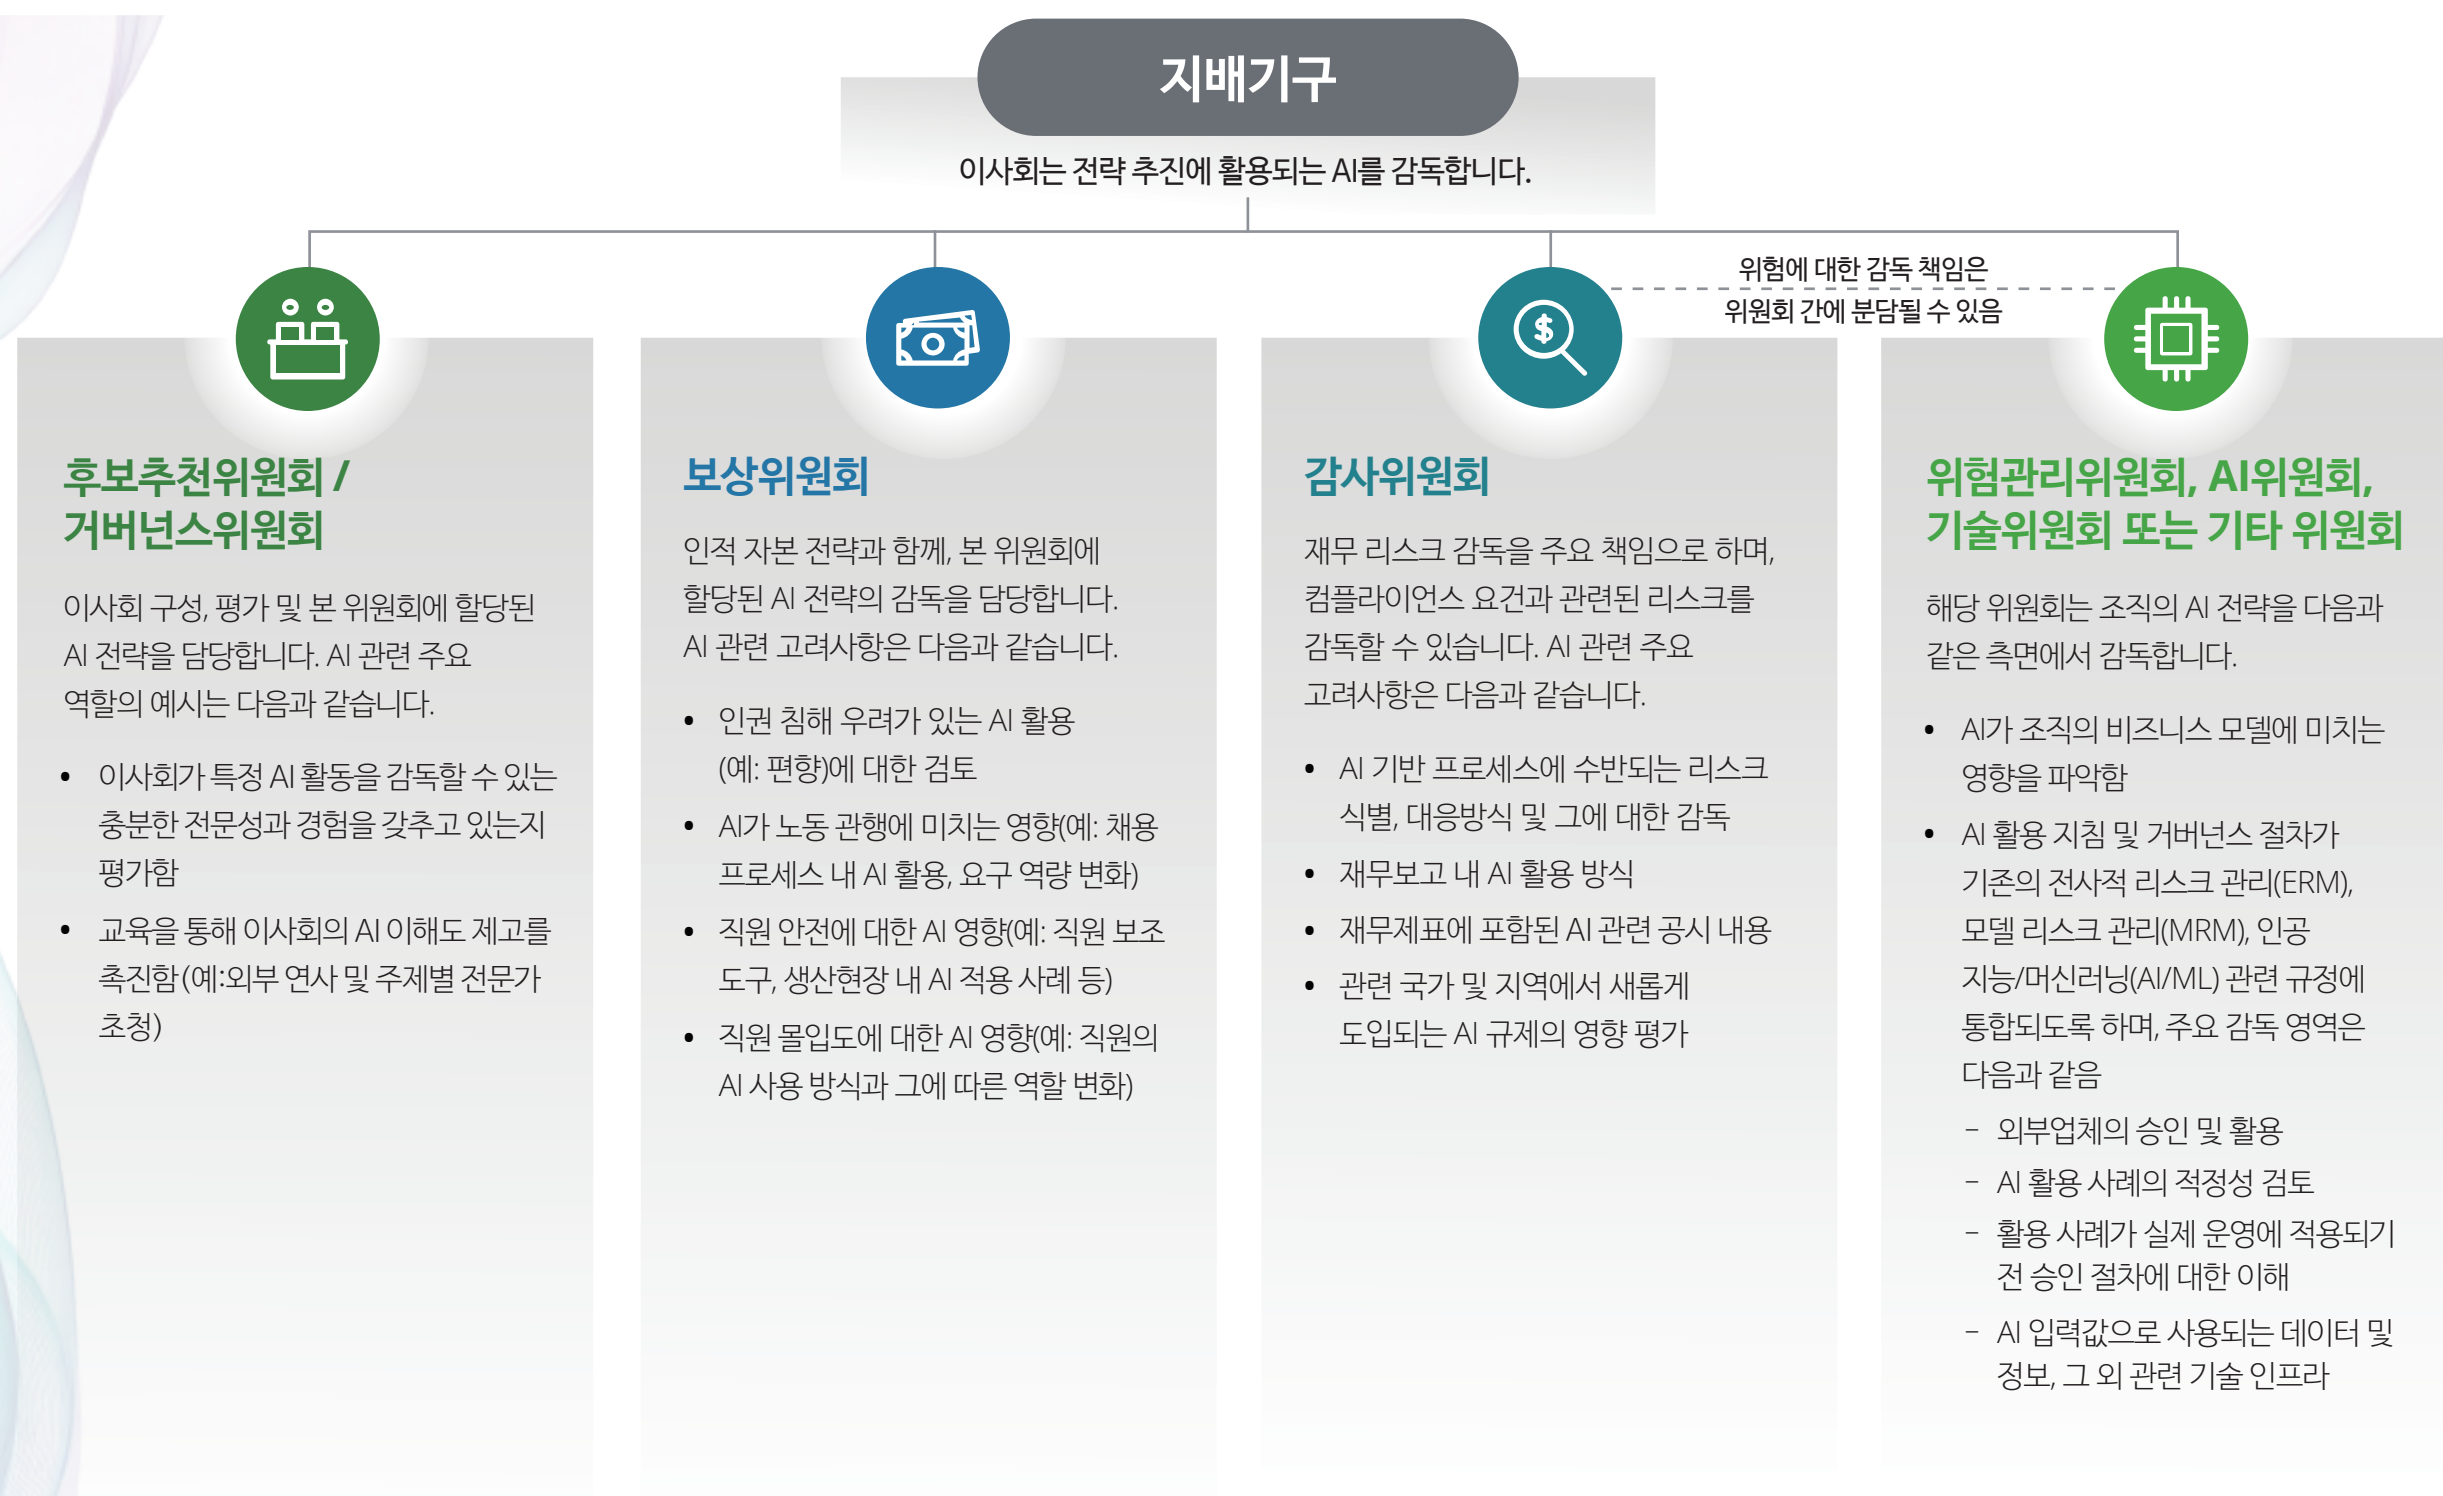 지배기구
이사회는 전략 추진에 활용되는 AI를 감독합니다.
위험에 대한 감독 책임은
위원회 간에 분담될 수 있음
후보추천위원회 /
거버넌스위원회
이사회 구성, 평가 및 본 위원회에 할당된
AI 전략을 담당합니다. AI 관련 주요
역할의 예시는 다음과 같습니다.
• 이사회가 특정 AI 활동을 감독할 수 있는
충분한 전문성과 경험을 갖추고 있는지
평가함
• 교육을 통해 이사회의 AI 이해도 제고를
촉진함(예:외부 연사 및 주제별 전문가
초청)
보상위원회
인적 자본 전략과 함께, 본 위원회에
할당된 AI 전략의 감독을 담당합니다.
AI 관련 고려사항은 다음과 같습니다.
• 인권 침해 우려가 있는 AI 활용
(예: 편향)에 대한 검토
• AI가 노동 관행에 미치는 영향(예: 채용
프로세스 내 AI 활용, 요구 역량 변화)
• 직원 안전에 대한 AI 영향(예: 직원 보조
도구, 생산현장 내 AI 적용 사례 등)
• 직원 몰입도에 대한 AI 영향(예: 직원의
AI 사용 방식과 그에 따른 역할 변화)
감사위원회
재무 리스크 감독을 주요 책임으로 하며,
컴플라이언스 요건과 관련된 리스크를
감독할 수 있습니다. AI 관련 주요
고려사항은 다음과 같습니다.
• AI 기반 프로세스에 수반되는 리스크
식별, 대응방식 및 그에 대한 감독
• 재무보고 내 AI 활용 방식
• 재무제표에 포함된 AI 관련 공시 내용
• 관련 국가 및 지역에서 새롭게
도입되는 AI 규제의 영향 평가
위험관리위원회, AI위원회,
기술위원회 또는 기타 위원회
해당 위원회는 조직의 AI 전략을 다음과
같은 측면에서 감독합니다.
• AI가 조직의 비즈니스 모델에 미치는
영향을 파악함
• AI 활용 지침 및 거버넌스 절차가
기존의 전사적 리스크 관리(ERM),
모델 리스크 관리(MRM), 인공
지능/머신러닝(AI/ML) 관련 규정에
통합되도록 하며, 주요 감독 영역은
다음과 같음
– 외부업체의 승인 및 활용
– AI 활용 사례의 적정성 검토
– 활용 사례가 실제 운영에 적용되기
전 승인 절차에 대한 이해
– AI 입력값으로 사용되는 데이터 및
정보, 그 외 관련 기술 인프라